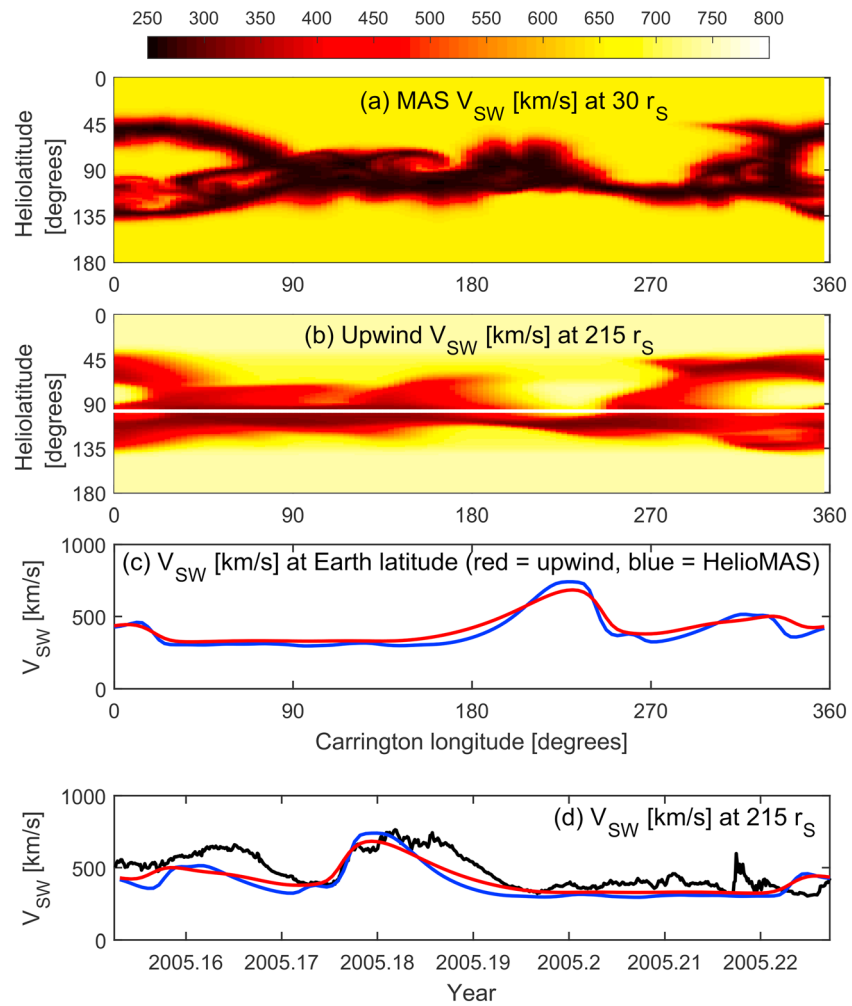 250 300 350 400 450 500 550 600 650 700 750 800
(a) MAS V_SW [km/s] at 30 r_S
0
45
90
135
180
Heliolatitude
[degrees]
0 90 180 270 360
(b) Upwind V_SW [km/s] at 215 r_S
0
45
90
135
180
Heliolatitude
[degrees]
0 90 180 270 360
(c) V_SW [km/s] at Earth latitude (red = upwind, blue = HelioMAS)
1000
500
0
V_SW [km/s]
0 90 180 270 360
Carrington longitude [degrees]
(d) V_SW [km/s] at 215 r_S
1000
500
0
V_SW [km/s]
2005.16 2005.17 2005.18 2005.19 2005.2 2005.21 2005.22
Year